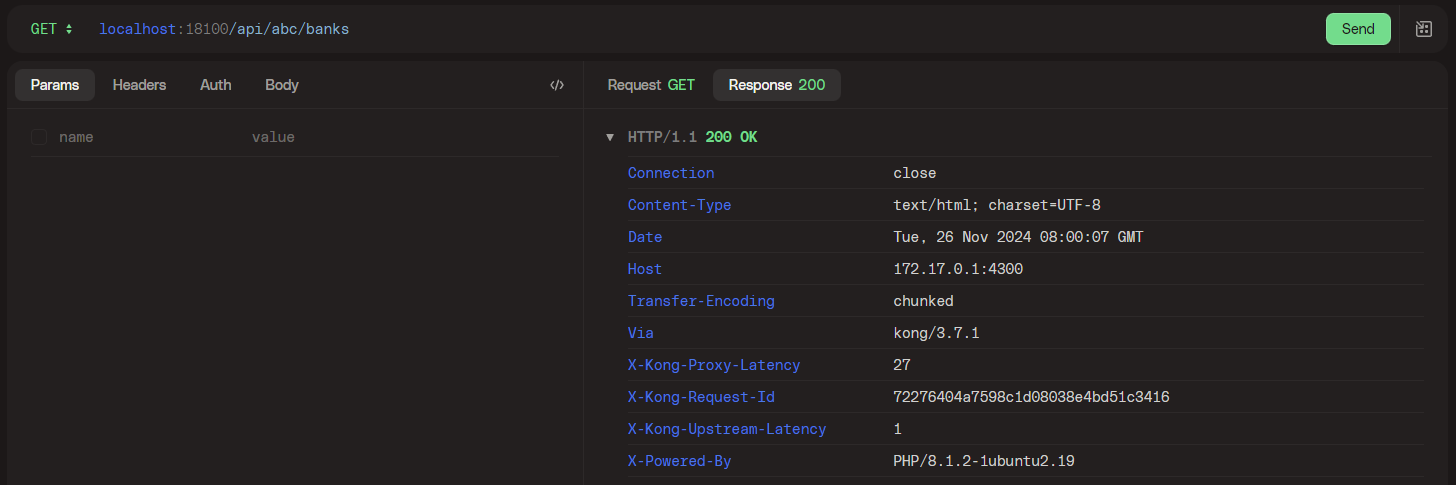 GET localhost:18100/api/abc/banks Send
Params Headers Auth Body </> Request GET Response 200
name value
HTTP/1.1 200 OK
Connection close
Content-Type text/html; charset=UTF-8
Date Tue, 26 Nov 2024 08:00:07 GMT
Host 172.17.0.1:4300
Transfer-Encoding chunked
Via kong/3.7.1
X-Kong-Proxy-Latency 27
X-Kong-Request-Id 72276404a7598c1d08038e4bd51c3416
X-Kong-Upstream-Latency 1
X-Powered-By PHP/8.1.2-1ubuntu2.19